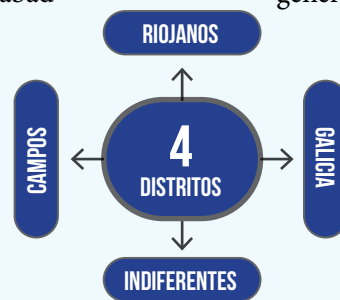 RIOJANOS
CAMPOS
4
DISTRITOS
GALICIA
INDIFERENTES